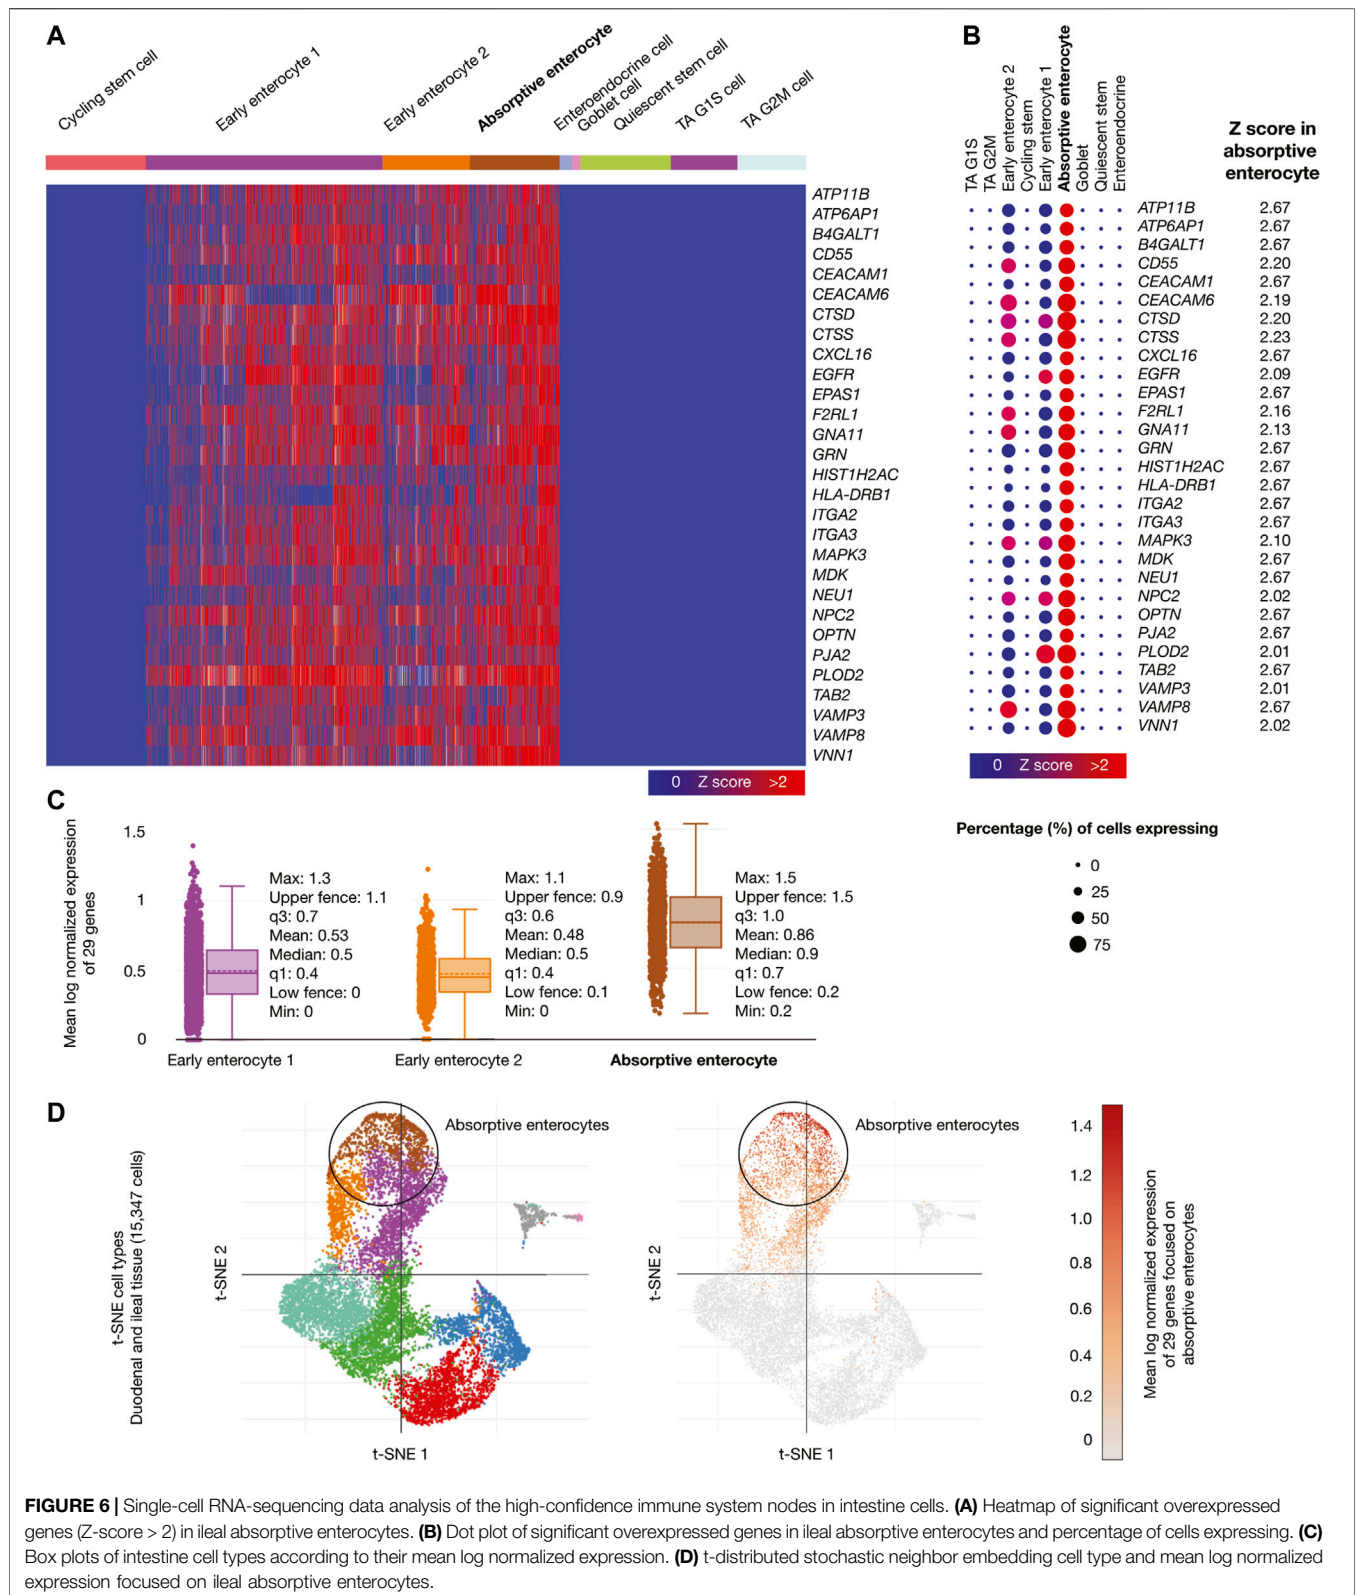 A
Cycling stem cell
Early enterocyte 1
Early enterocyte 2
Absorptive enterocyte
Enteroendocrine cell
Goblet cell
Quiescent stem cell
TA G1S cell
TA G2M cell
ATP11B
ATP6AP1
B4GALT1
CD55
CEACAM1
CEACAM6
CTSD
CTSS
CXCL16
EGFR
EPAS1
F2RL1
GNA11
GRN
HIST1H2AC
HLA-DRB1
ITGA2
ITGA3
MAPK3
MDK
NEU1
NPC2
OPTN
PJA2
PLOD2
TAB2
VAMP3
VAMP8
VNN1
0 Z score >2
B
TA G1S
TA G2M
Early enterocyte 2
Cycling stem
Early enterocyte 1
Absorptive enterocyte
Goblet
Quiescent stem
Enteroendocrine
Z score in
absorptive
enterocyte
ATP11B 2.67
ATP6AP1 2.67
B4GALT1 2.67
CD55 2.20
CEACAM1 2.67
CEACAM6 2.19
CTSD 2.20
CTSS 2.23
CXCL16 2.67
EGFR 2.09
EPAS1 2.67
F2RL1 2.16
GNA11 2.13
GRN 2.67
HIST1H2AC 2.67
HLA-DRB1 2.67
ITGA2 2.67
ITGA3 2.67
MAPK3 2.10
MDK 2.67
NEU1 2.67
NPC2 2.02
OPTN 2.67
PJA2 2.67
PLOD2 2.01
TAB2 2.67
VAMP3 2.01
VAMP8 2.67
VNN1 2.02
0 Z score >2
Percentage (%) of cells expressing
0
25
50
75
C
Mean log normalized expression
of 29 genes
1.5
1
0.5
0
Max: 1.3
Upper fence: 1.1
q3: 0.7
Mean: 0.53
Median: 0.5
q1: 0.4
Low fence: 0
Min: 0
Max: 1.1
Upper fence: 0.9
q3: 0.6
Mean: 0.48
Median: 0.5
q1: 0.4
Low fence: 0.1
Min: 0
Max: 1.5
Upper fence: 1.5
q3: 1.0
Mean: 0.86
Median: 0.9
q1: 0.7
Low fence: 0.2
Min: 0.2
Early enterocyte 1
Early enterocyte 2
Absorptive enterocyte
D
t-SNE cell types
Duodenal and ileal tissue (15,347 cells)
t-SNE 2
Absorptive enterocytes
t-SNE 1
t-SNE 2
Absorptive enterocytes
t-SNE 1
1.4
1.2
1.0
0.8
0.6
0.4
0.2
0
Mean log normalized expression
of 29 genes focused on
absorptive enterocytes
FIGURE 6 | Single-cell RNA-sequencing data analysis of the high-confidence immune system nodes in intestine cells. (A) Heatmap of significant overexpressed
genes (Z-score > 2) in ileal absorptive enterocytes. (B) Dot plot of significant overexpressed genes in ileal absorptive enterocytes and percentage of cells expressing. (C)
Box plots of intestine cell types according to their mean log normalized expression. (D) t-distributed stochastic neighbor embedding cell type and mean log normalized
expression focused on ileal absorptive enterocytes.